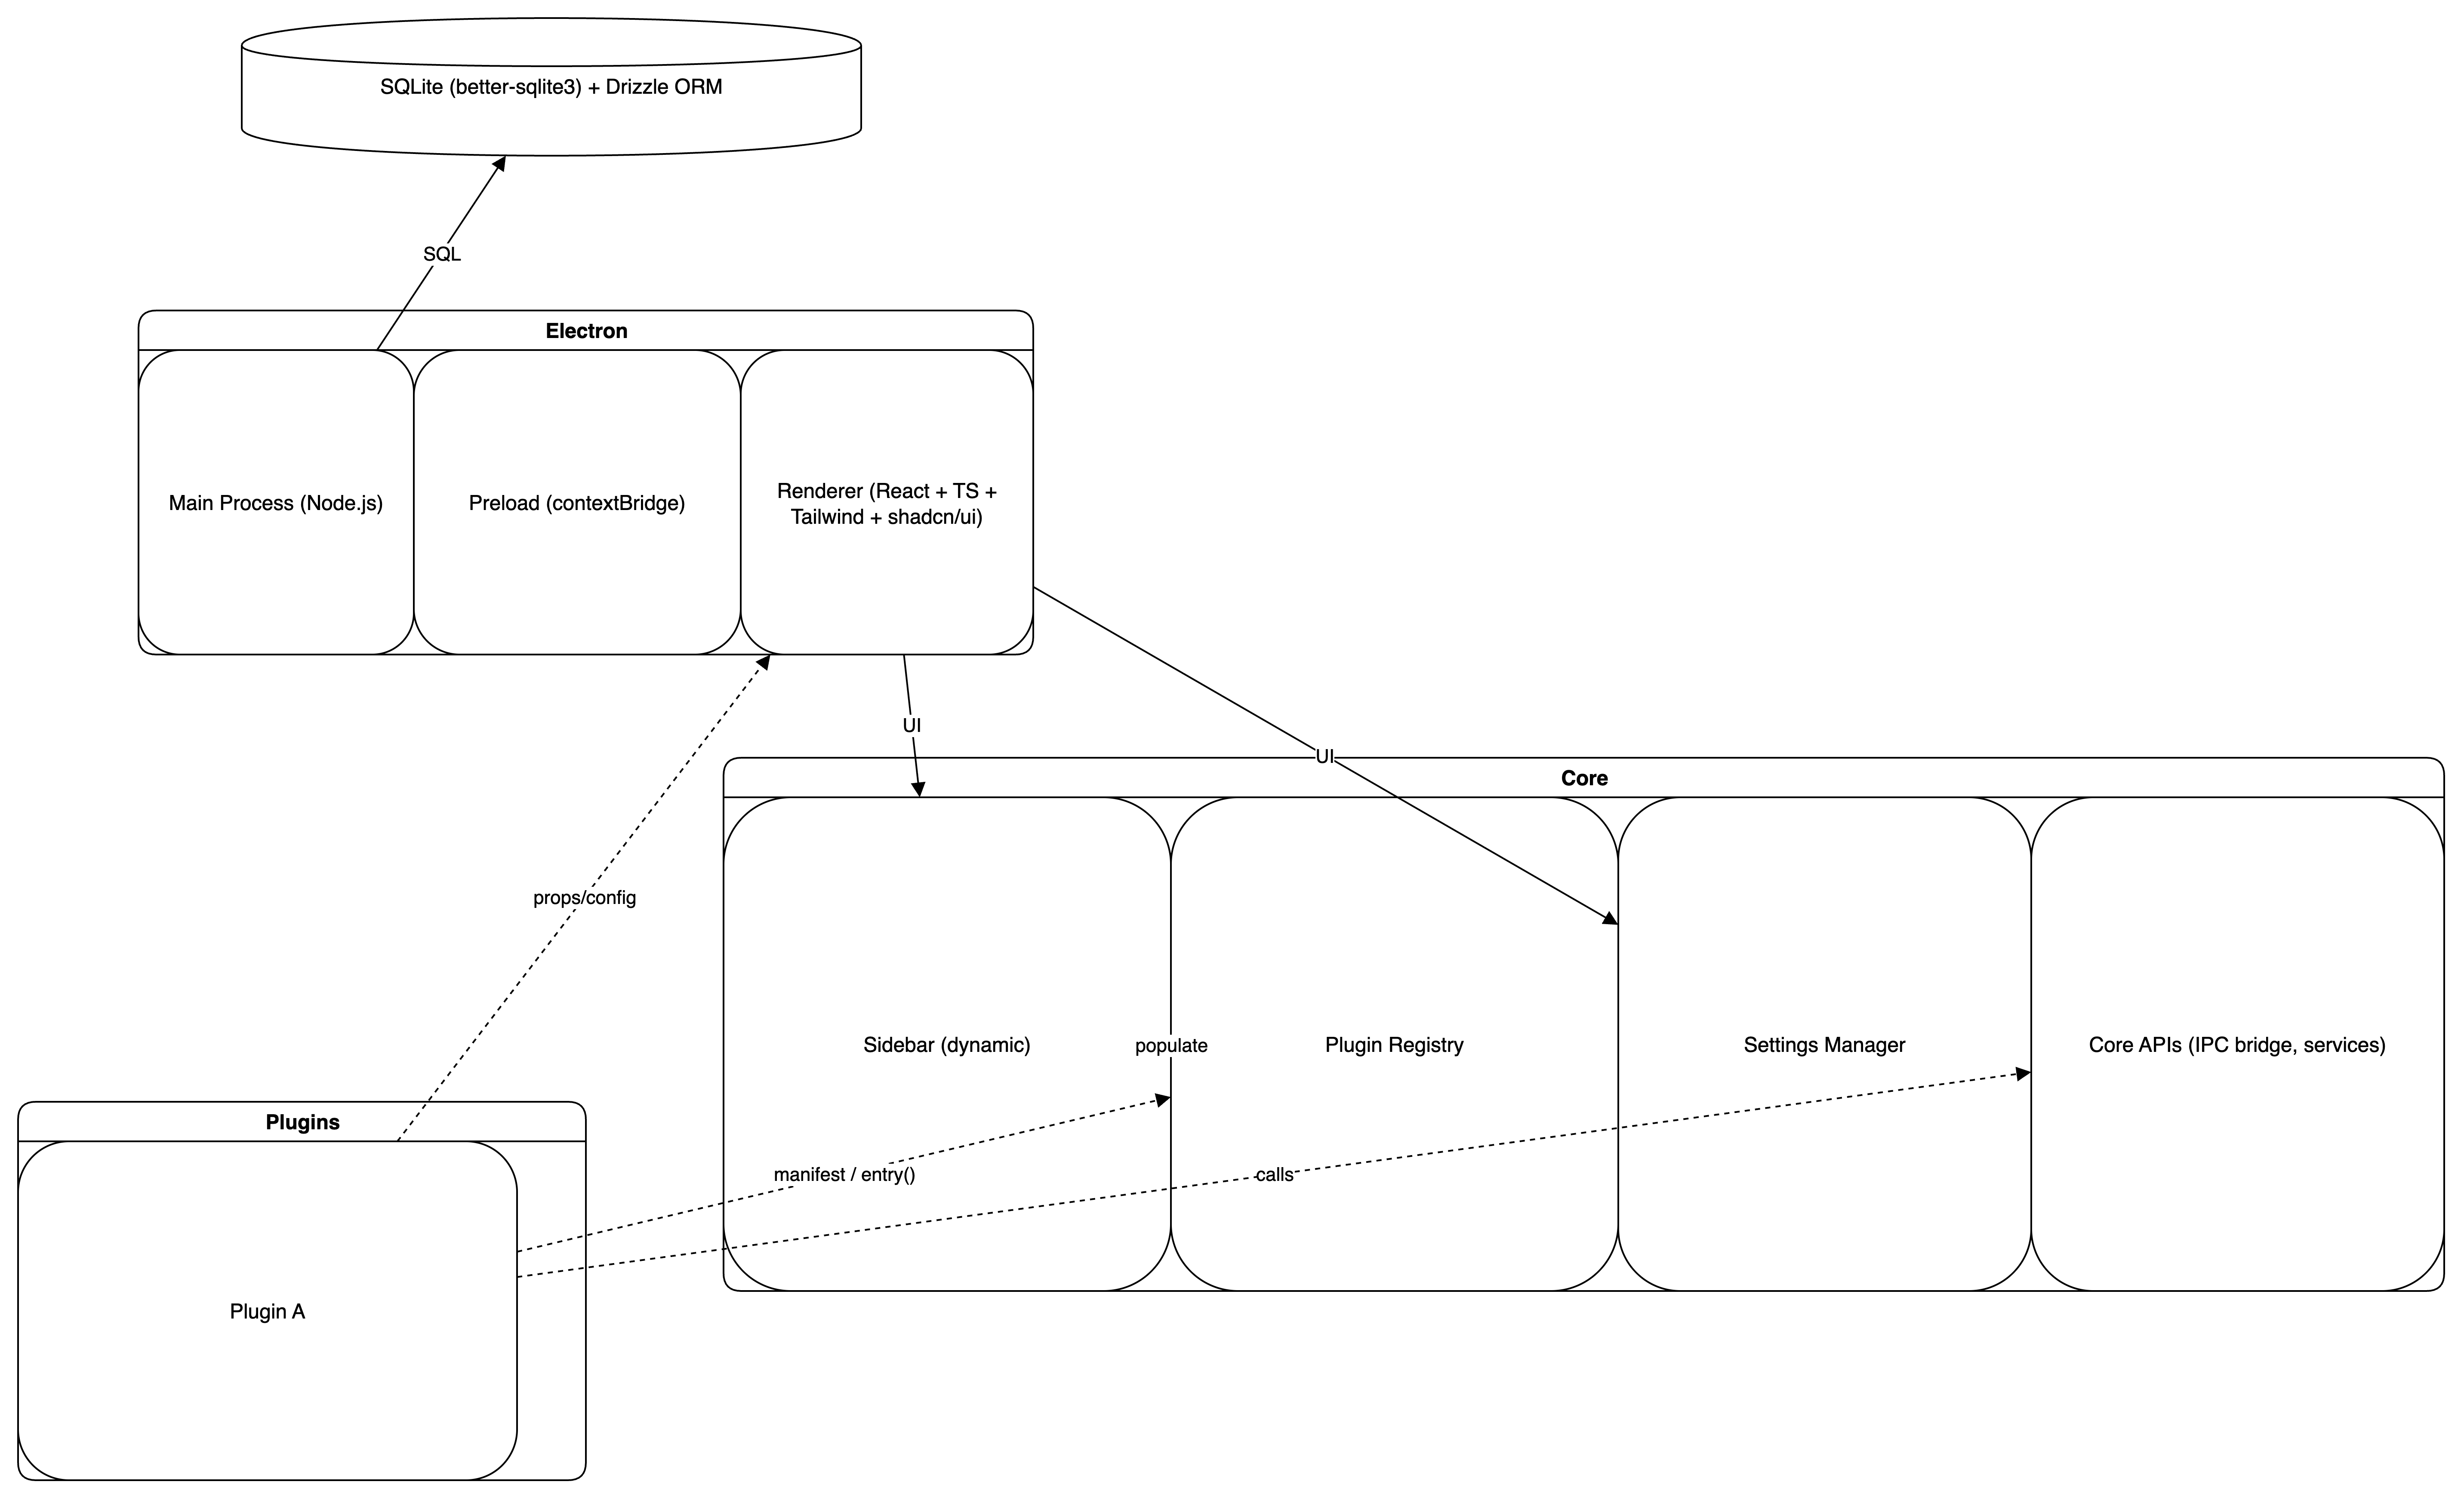 SQLite (better-sqlite3) + Drizzle ORM
SQL
Electron
Main Process (Node.js)
Preload (contextBridge)
Renderer (React + TS +
Tailwind + shadcn/ui)
UI
UI
Core
props/config
Sidebar (dynamic)
populate
Plugin Registry
Settings Manager
Core APIs (IPC bridge, services)
Plugins
manifest / entry()
calls
Plugin A